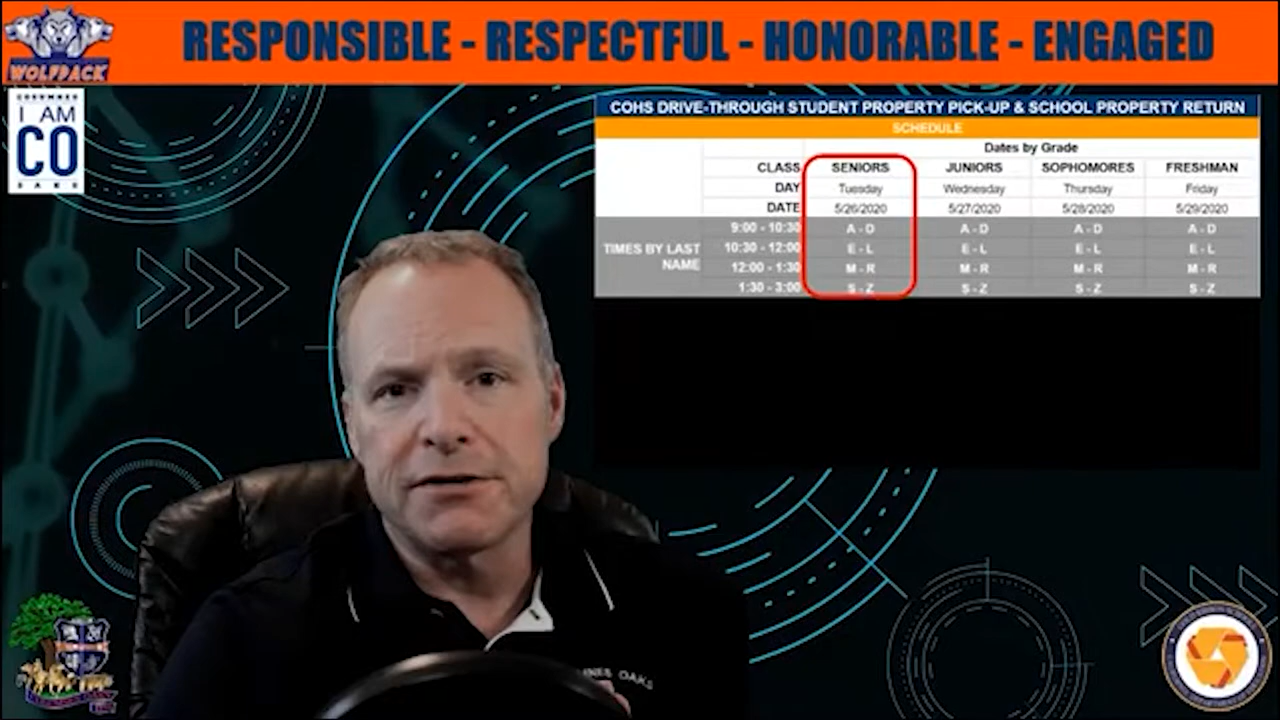 RESPONSIBLE - RESPECTFUL - HONORABLE - ENGAGED
WOLFPACK
COSUMNES
I AM
CO
OAKS
COHS DRIVE-THROUGH STUDENT PROPERTY PICK-UP & SCHOOL PROPERTY RETURN
SCHEDULE
Dates by Grade
CLASS SENIORS JUNIORS SOPHOMORES FRESHMAN
DAY Tuesday Wednesday Thursday Friday
DATE 5/26/2020 5/27/2020 5/28/2020 5/29/2020
TIMES BY LAST NAME
9:00 - 10:30 A - D A - D A - D A - D
10:30 - 12:00 E - L E - L E - L E - L
12:00 - 1:30 M - R M - R M - R M - R
1:30 - 3:00 S - Z S - Z S - Z S - Z
OAKS